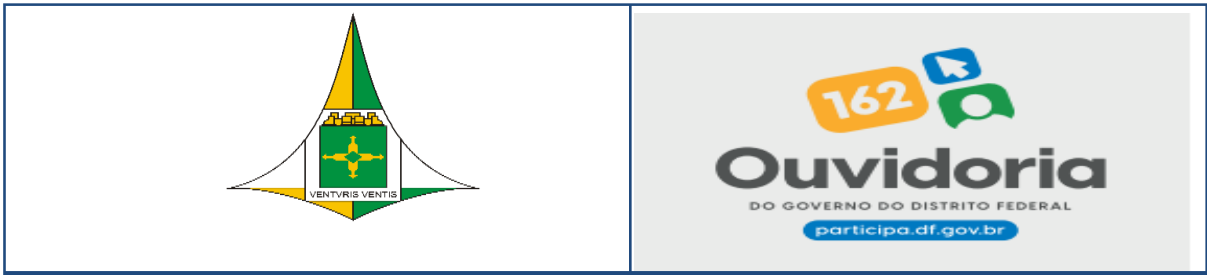 VENTVRIS VENTIS
162
Ouvidoria
DO GOVERNO DO DISTRITO FEDERAL
participa.df.gov.br